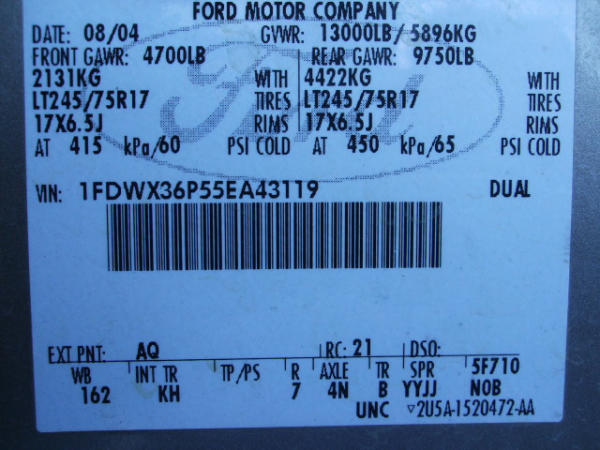 FORD MOTOR COMPANY
DATE: 08/04 GVWR: 13000LB/ 5896KG
FRONT GAWR: 4700LB REAR GAWR: 9750LB
2131KG WITH 4422KG WITH
LT245/75R17 TIRES LT245/75R17 TIRES
17X6.5J RIMS 17X6.5J RIMS
AT 415 kPa/60 PSI COLD AT 450 kPa/65 PSI COLD
VIN: 1FDWX36P55EA43119 DUAL
EXT PNT: AQ RC: 21 DSO:
WB INT TR TP/PS R AXLE TR SPR 5F710
162 KH 7 4N B YYJJ NOB
UNC ▽2U5A-1520472-AA